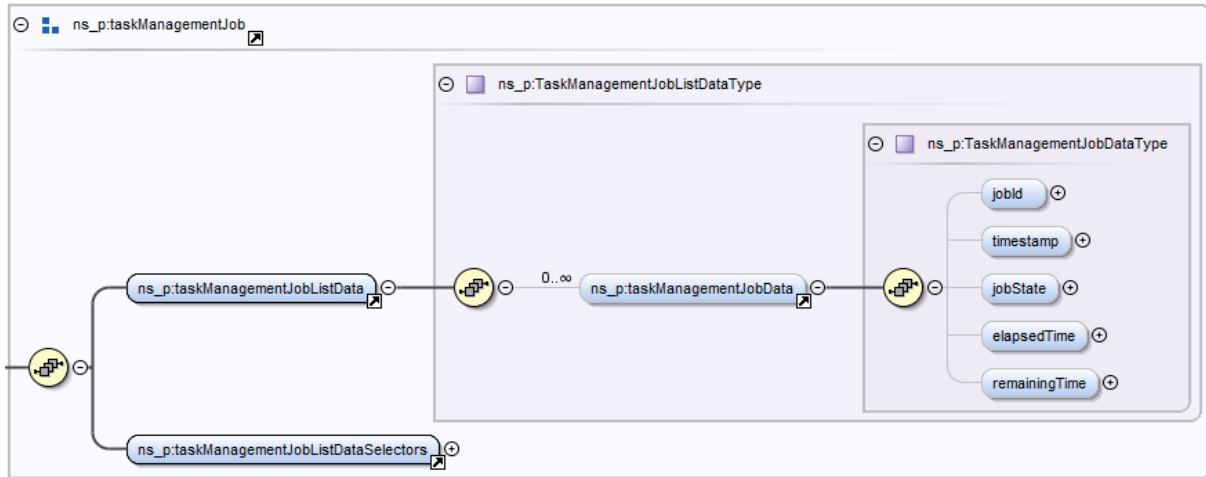 ns_p:taskManagementJob
ns_p:TaskManagementJobListDataType
ns_p:TaskManagementJobDataType
jobId
timestamp
ns_p:taskManagementJobListData
0..∞
ns_p:taskManagementJobData
jobState
elapsedTime
remainingTime
ns_p:taskManagementJobListDataSelectors